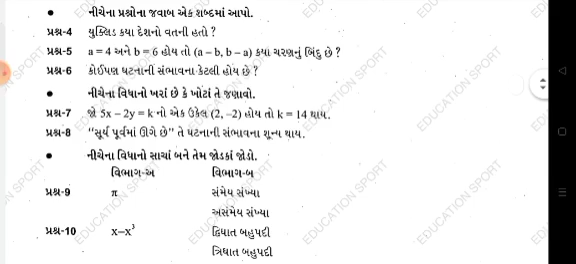 • નીચેના પ્રશ્નોના જવાબ એક શબ્દમાં આપો.
પ્રશ્ન-4 યુક્લિડ કયા દેશનો વતની હતો ?
પ્રશ્ન-5 a = 4 અને b = 6 હોય તો (a – b, b – a) કયા ચરણનું બિંદુ છે ?
પ્રશ્ન-6 કોઈપણ ઘટનાની સંભાવના કેટલી હોય છે ?
• નીચેના વિધાનો ખરાં છે કે ખોટાં તે જણાવો.
પ્રશ્ન-7 જો 5x – 2y = k નો એક ઉકેલ (2, –2) હોય તો k = 14 થાય.
પ્રશ્ન-8 “સૂર્ય પૂર્વમાં ઊગે છે” તે ઘટનાની સંભાવના શૂન્ય થાય.
• નીચેના વિધાનો સાચાં બને તેમ જોડકાં જોડો.
વિભાગ-અ વિભાગ-બ
પ્રશ્ન-9 π સંમેય સંખ્યા
અસંમેય સંખ્યા
પ્રશ્ન-10 x–x³ દ્વિઘાત બહુપદી
ત્રિઘાત બહુપદી
EDUCATION SPORT